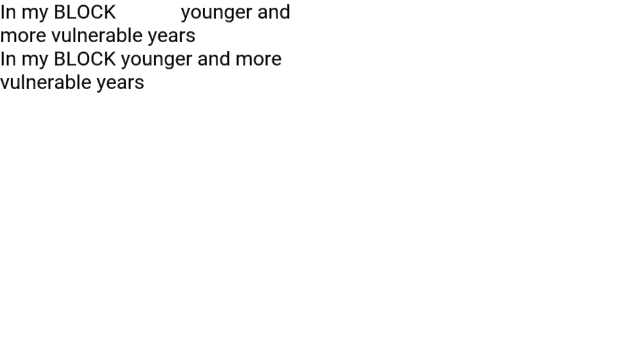 In my BLOCK younger and
more vulnerable years
In my BLOCK younger and more
vulnerable years